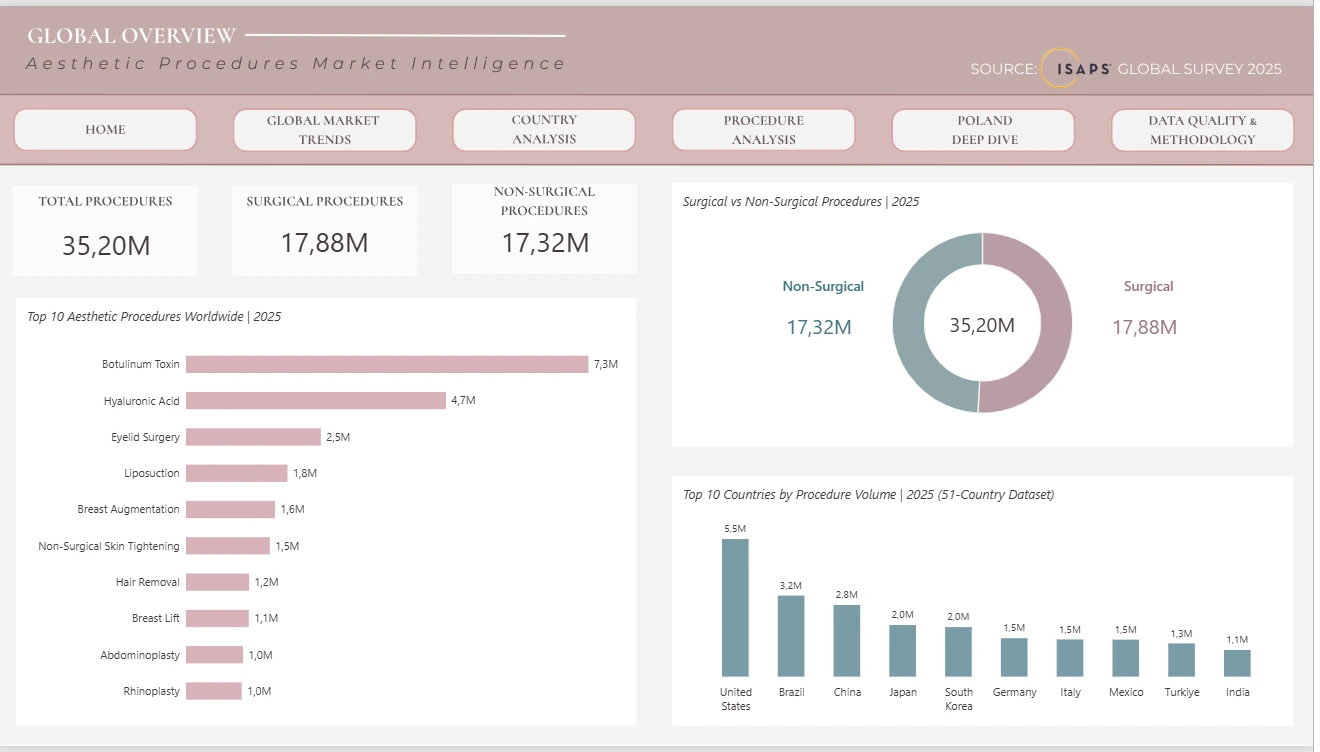 GLOBAL OVERVIEW
Aesthetic Procedures Market Intelligence
SOURCE: ISAPS GLOBAL SURVEY 2025
HOME
GLOBAL MARKET
TRENDS
COUNTRY
ANALYSIS
PROCEDURE
ANALYSIS
POLAND
DEEP DIVE
DATA QUALITY &
METHODOLOGY
TOTAL PROCEDURES
35,20M
SURGICAL PROCEDURES
17,88M
NON-SURGICAL
PROCEDURES
17,32M
Top 10 Aesthetic Procedures Worldwide | 2025
Botulinum Toxin 7,3M
Hyaluronic Acid 4,7M
Eyelid Surgery 2,5M
Liposuction 1,8M
Breast Augmentation 1,6M
Non-Surgical Skin Tightening 1,5M
Hair Removal 1,2M
Breast Lift 1,1M
Abdominoplasty 1,0M
Rhinoplasty 1,0M
Surgical vs Non-Surgical Procedures | 2025
Non-Surgical
17,32M
35,20M
Surgical
17,88M
Top 10 Countries by Procedure Volume | 2025 (51-Country Dataset)
5,5M
3,2M
2,8M
2,0M
2,0M
1,5M
1,5M
1,5M
1,3M
1,1M
United
States
Brazil
China
Japan
South
Korea
Germany
Italy
Mexico
Turkiye
India